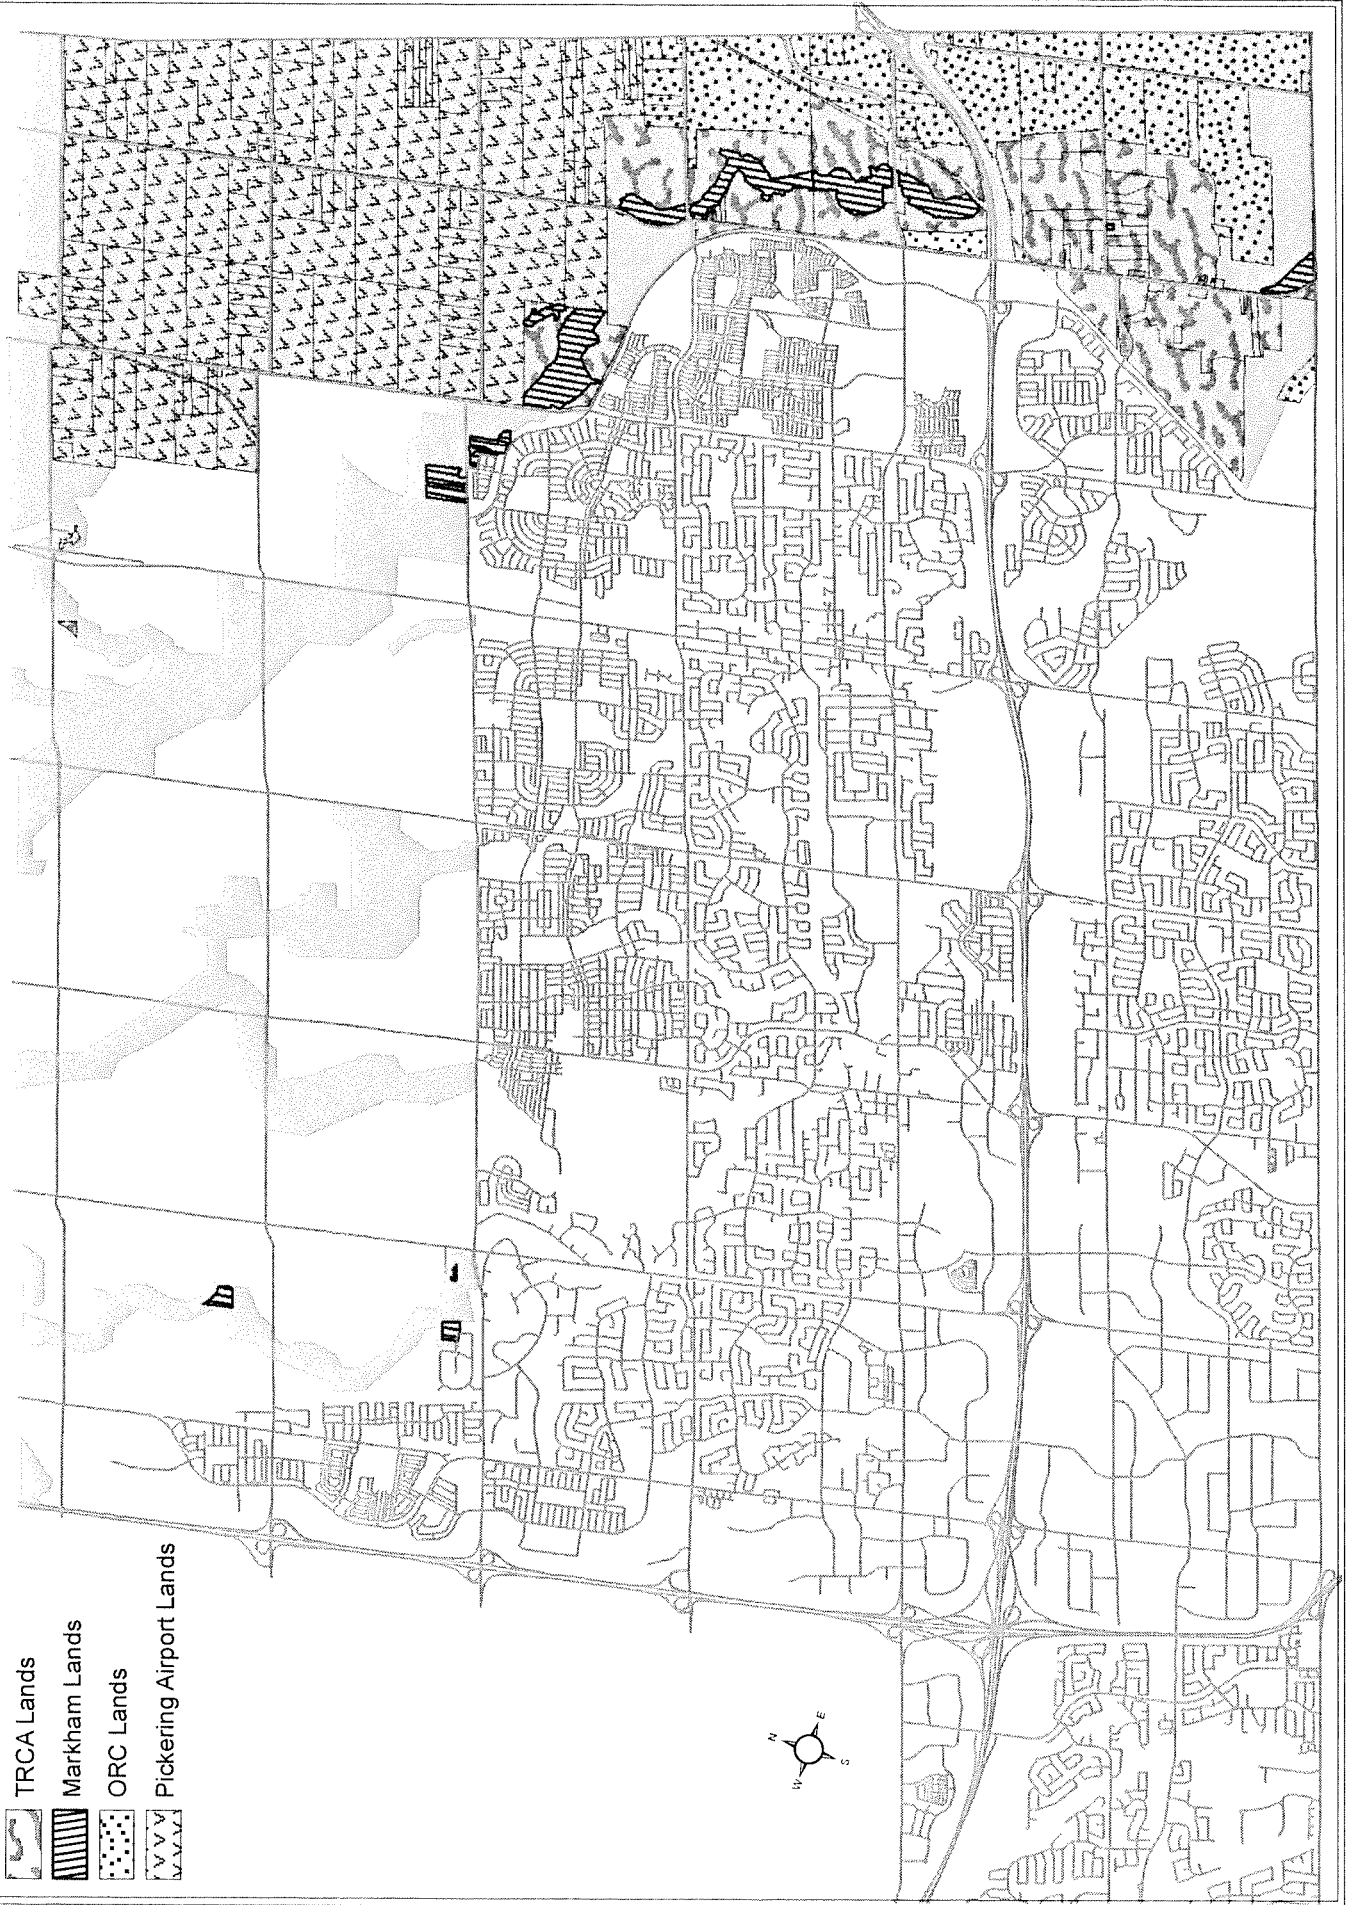 TRCA Lands
Markham Lands
ORC Lands
Pickering Airport Lands
N
W
E
S